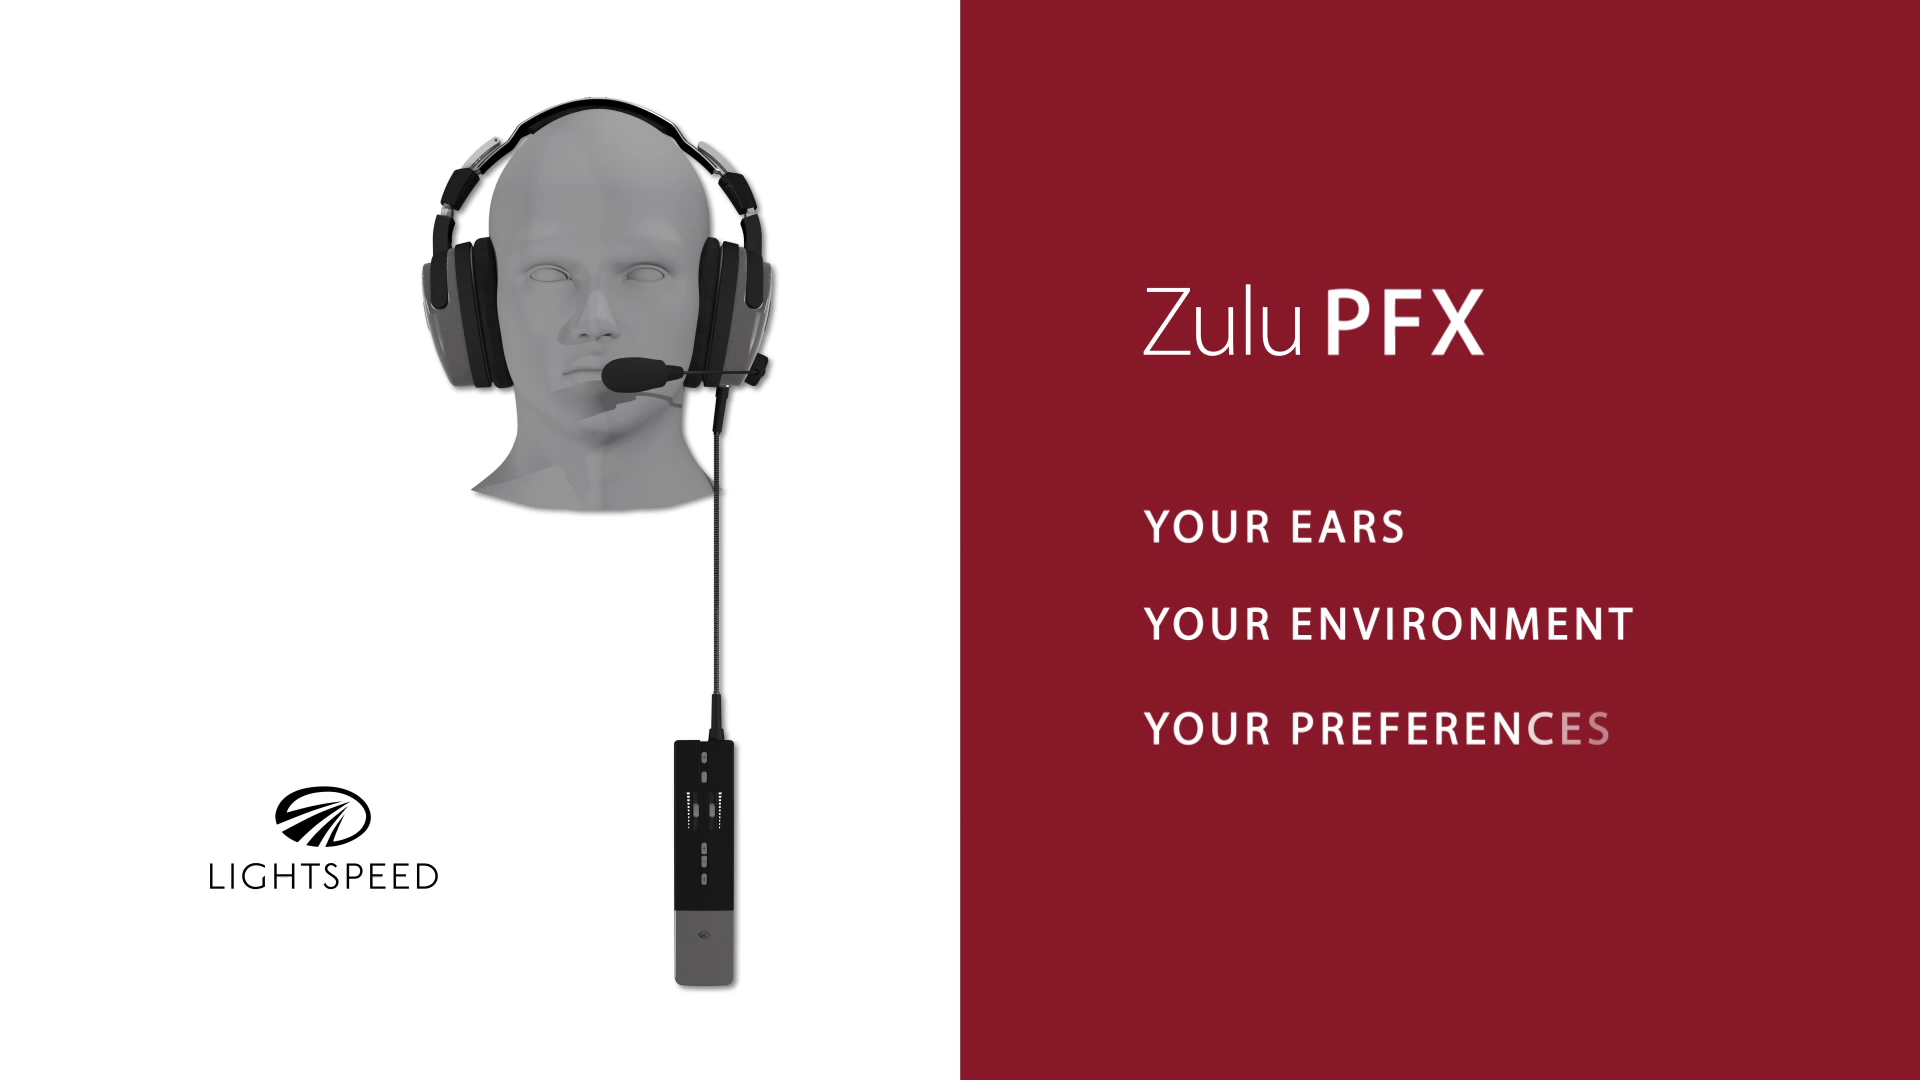 LIGHTSPEED
Zulu PFX
YOUR EARS
YOUR ENVIRONMENT
YOUR PREFERENCES